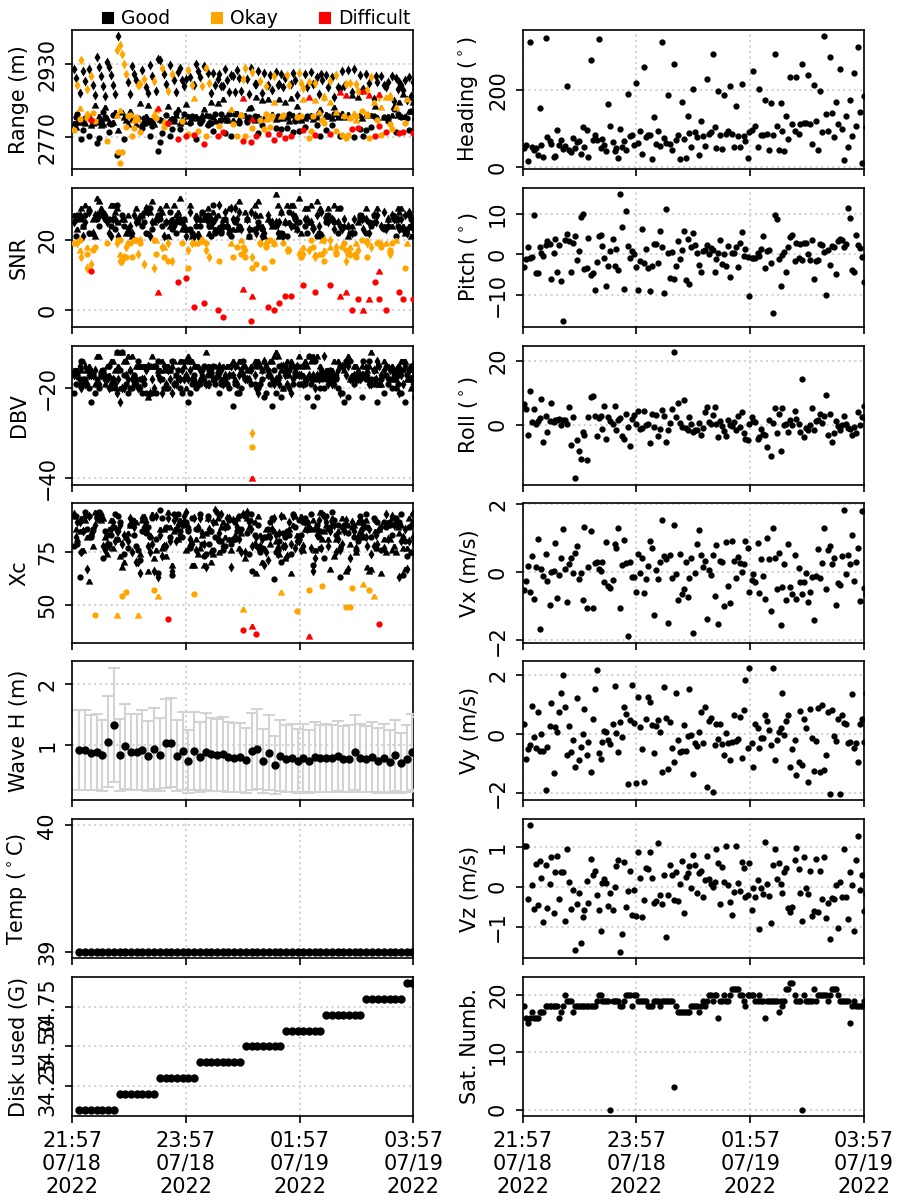 Good Okay Difficult
Range (m)
2930
2770
Heading (°)
200
0
SNR
20
0
Pitch (°)
10
0
−10
DBV
−20
−40
Roll (°)
20
0
Xc
75
50
Vx (m/s)
2
0
−2
Wave H (m)
2
1
Vy (m/s)
2
0
−2
Temp (°C)
40
39
Vz (m/s)
1
0
−1
Disk used (G)
34.75
34.50
34.25
Sat. Numb.
20
10
0
21:57 23:57 01:57 03:57
07/18 07/18 07/19 07/19
2022 2022 2022 2022
21:57 23:57 01:57 03:57
07/18 07/18 07/19 07/19
2022 2022 2022 2022